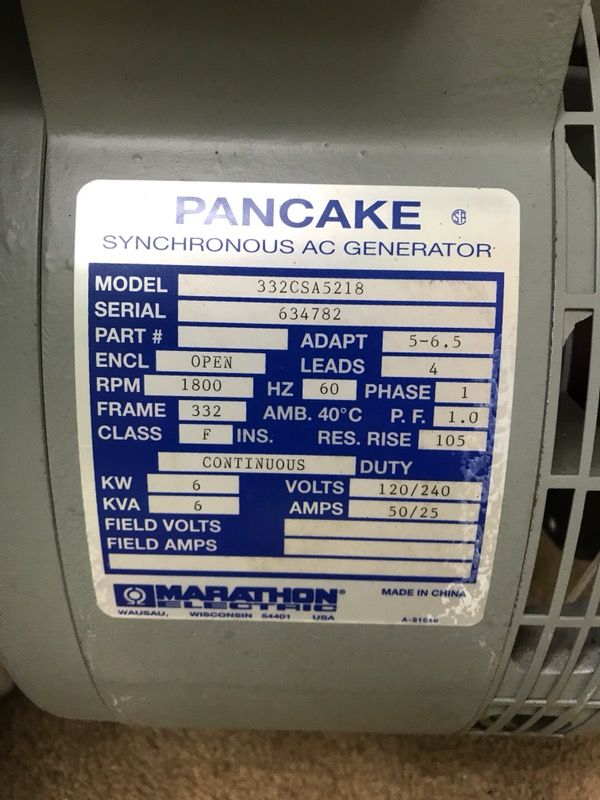 PANCAKE SA
SYNCHRONOUS AC GENERATOR
MODEL 332CSA5218
SERIAL 634782
PART # ADAPT 5-6.5
ENCL OPEN LEADS 4
RPM 1800 HZ 60 PHASE 1
FRAME 332 AMB. 40°C P. F. 1.0
CLASS F INS. RES. RISE 105
CONTINUOUS DUTY
KW 6 VOLTS 120/240
KVA 6 AMPS 50/25
FIELD VOLTS
FIELD AMPS
MARATHON® MADE IN CHINA
ELECTRIC
WAUSAU, WISCONSIN 54401 USA